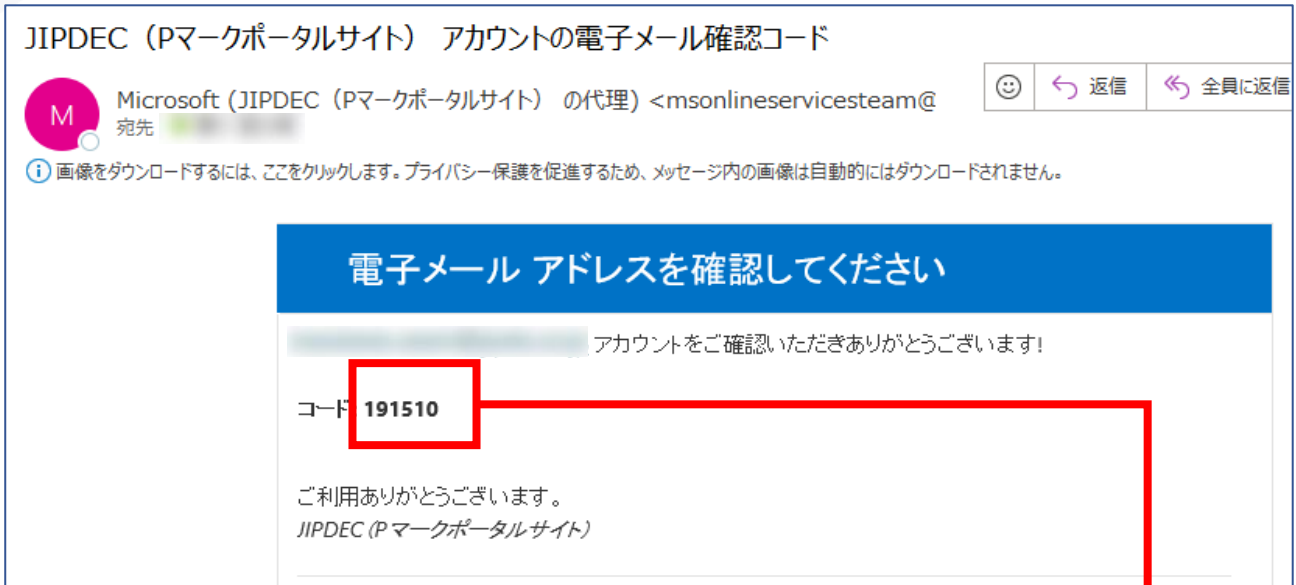 JIPDEC（Pマークポータルサイト） アカウントの電子メール確認コード
M
Microsoft (JIPDEC（Pマークポータルサイト） の代理) <msonlineservicesteam@
返信
全員に返信
宛先
画像をダウンロードするには、ここをクリックします。プライバシー保護を促進するため、メッセージ内の画像は自動的にはダウンロードされません。
電子メール アドレスを確認してください
アカウントをご確認いただきありがとうございます!
コード 191510
ご利用ありがとうございます。
JIPDEC（Pマークポータルサイト）